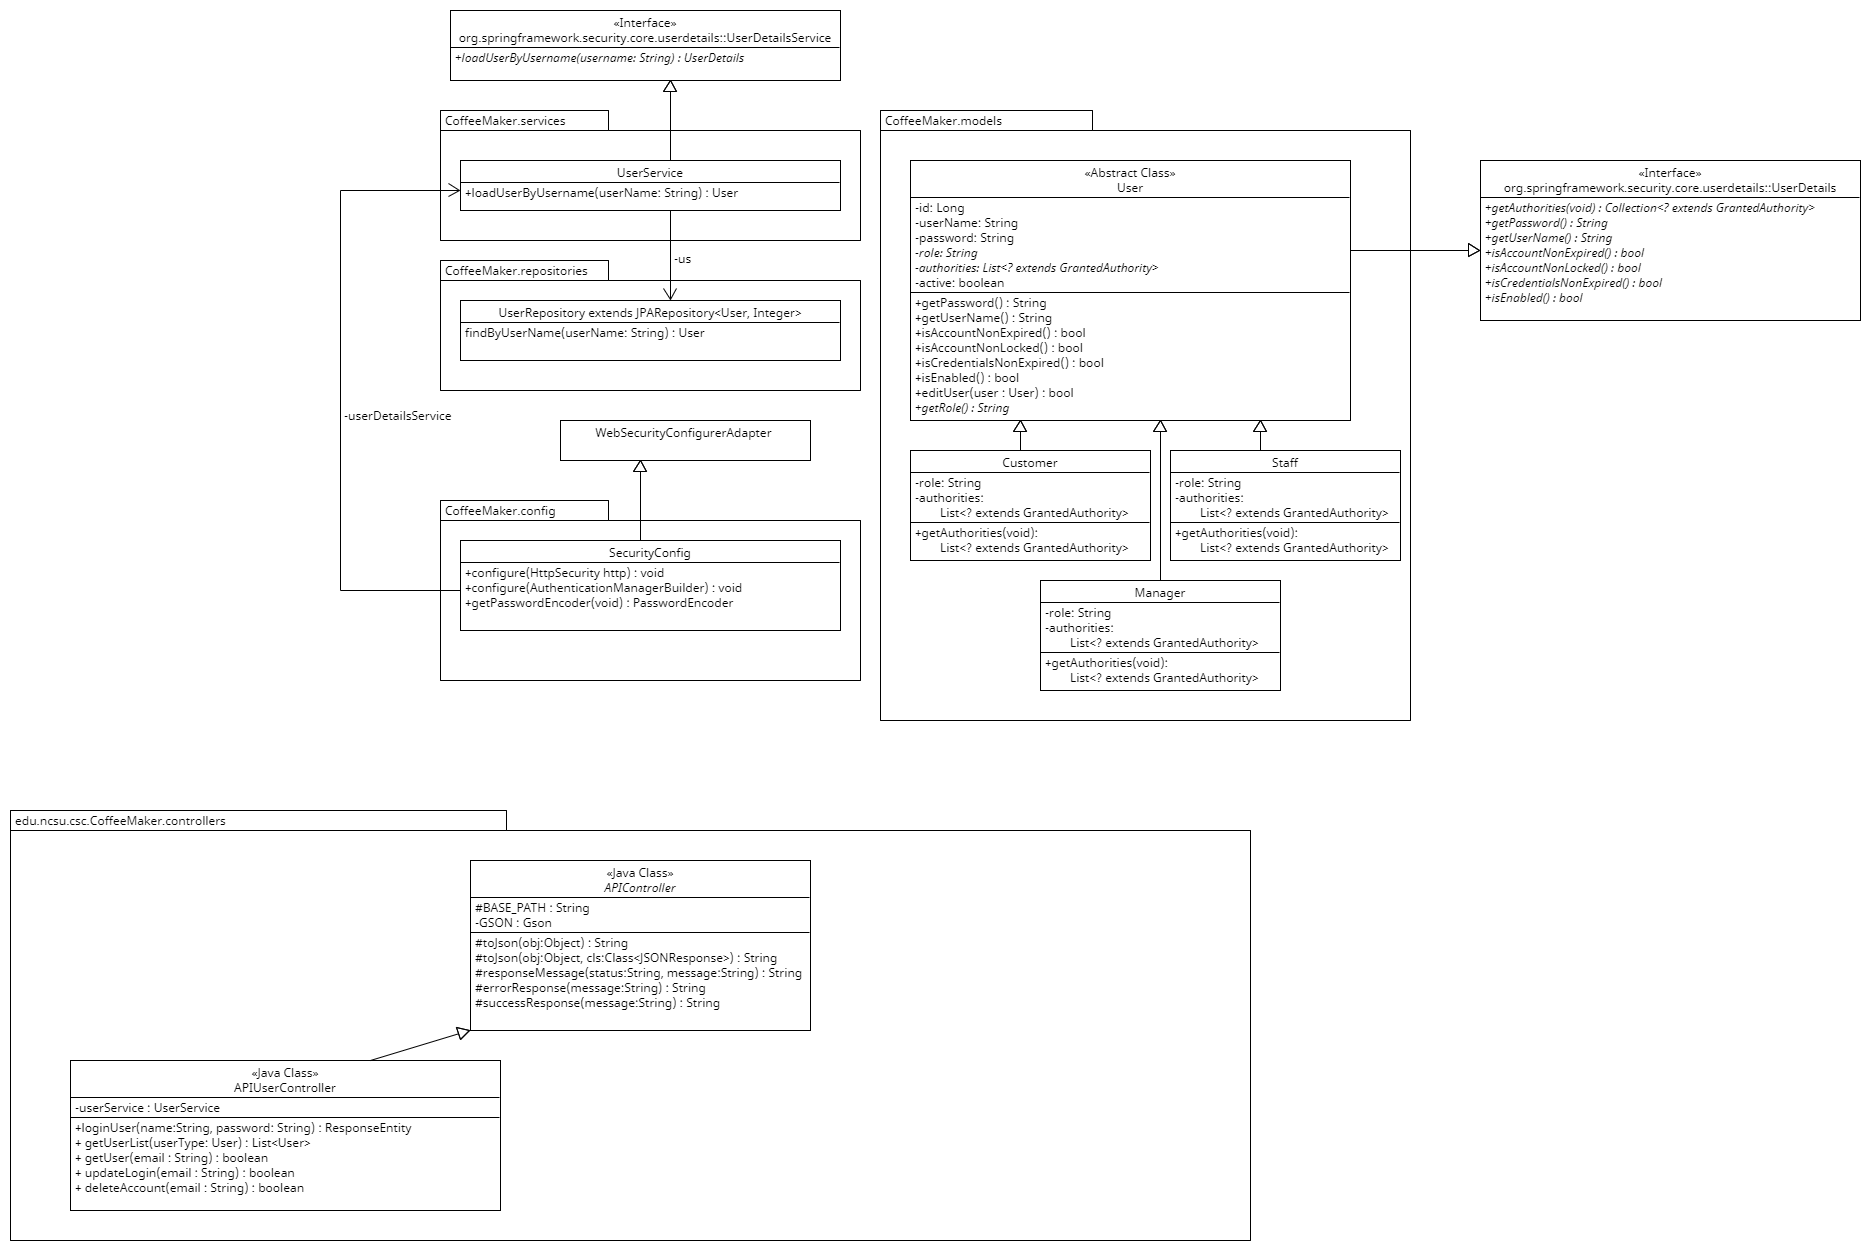 «Interface»
org.springframework.security.core.userdetails::UserDetailsService
+loadUserByUsername(username: String) : UserDetails
CoffeeMaker.services
UserService
+loadUserByUsername(userName: String) : User
-us
CoffeeMaker.repositories
UserRepository extends JPARepository<User, Integer>
findByUserName(userName: String) : User
-userDetailsService
WebSecurityConfigurerAdapter
CoffeeMaker.config
SecurityConfig
+configure(HttpSecurity http) : void
+configure(AuthenticationManagerBuilder) : void
+getPasswordEncoder(void) : PasswordEncoder
CoffeeMaker.models
«Abstract Class»
User
-id: Long
-userName: String
-password: String
-role: String
-authorities: List<? extends GrantedAuthority>
-active: boolean
+getPassword() : String
+getUserName() : String
+isAccountNonExpired() : bool
+isAccountNonLocked() : bool
+isCredentialsNonExpired() : bool
+isEnabled() : bool
+editUser(user : User) : bool
+getRole() : String
Customer
-role: String
-authorities:
List<? extends GrantedAuthority>
+getAuthorities(void):
List<? extends GrantedAuthority>
Staff
-role: String
-authorities:
List<? extends GrantedAuthority>
+getAuthorities(void):
List<? extends GrantedAuthority>
Manager
-role: String
-authorities:
List<? extends GrantedAuthority>
+getAuthorities(void):
List<? extends GrantedAuthority>
«Interface»
org.springframework.security.core.userdetails::UserDetails
+getAuthorities(void) : Collection<? extends GrantedAuthority>
+getPassword() : String
+getUserName() : String
+isAccountNonExpired() : bool
+isAccountNonLocked() : bool
+isCredentialsNonExpired() : bool
+isEnabled() : bool
edu.ncsu.csc.CoffeeMaker.controllers
«Java Class»
APIController
#BASE_PATH : String
-GSON : Gson
#toJson(obj:Object) : String
#toJson(obj:Object, cls:Class<JSONResponse>) : String
#responseMessage(status:String, message:String) : String
#errorResponse(message:String) : String
#successResponse(message:String) : String
«Java Class»
APIUserController
-userService : UserService
+loginUser(name:String, password: String) : ResponseEntity
+ getUserList(userType: User) : List<User>
+ getUser(email : String) : boolean
+ updateLogin(email : String) : boolean
+ deleteAccount(email : String) : boolean